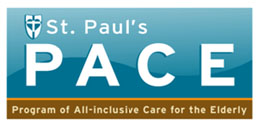 St. Paul's
PACE
Program of All-inclusive Care for the Elderly